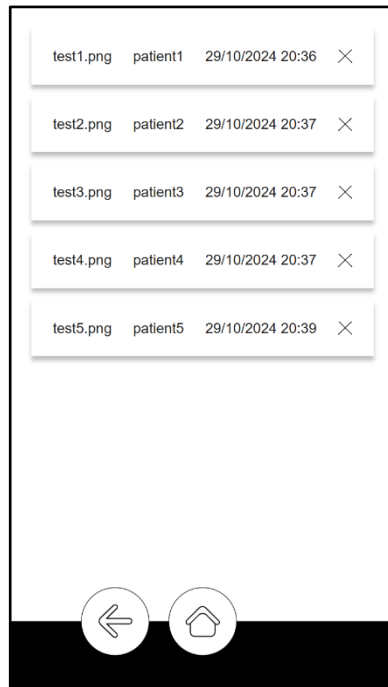 test1.png patient1 29/10/2024 20:36
test2.png patient2 29/10/2024 20:37
test3.png patient3 29/10/2024 20:37
test4.png patient4 29/10/2024 20:37
test5.png patient5 29/10/2024 20:39